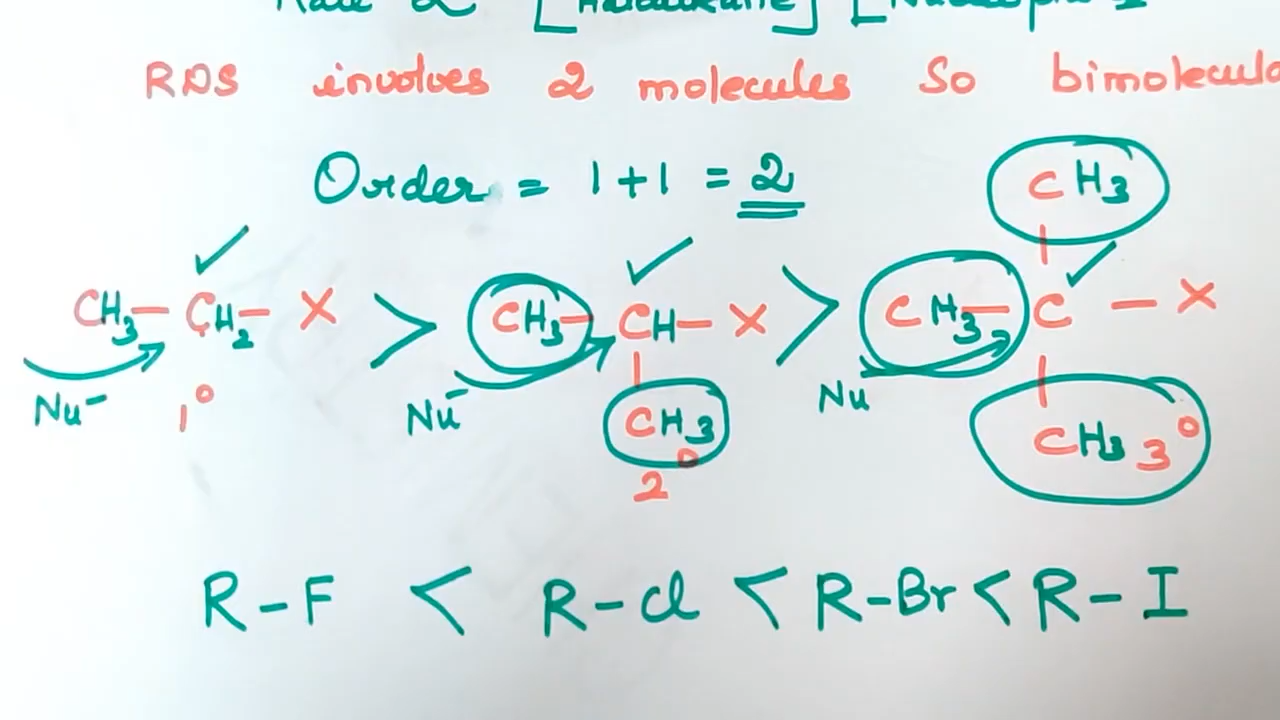 RDS involves 2 molecules So
Order = 1 + 1 = 2
CH3
CH3 — CH2 — X > CH3 — CH — X > CH3 — C — X
Nu⁻ 1° Nu⁻ CH3 Nu CH3 3°
2°
R - F < R - Cl < R - Br < R - I